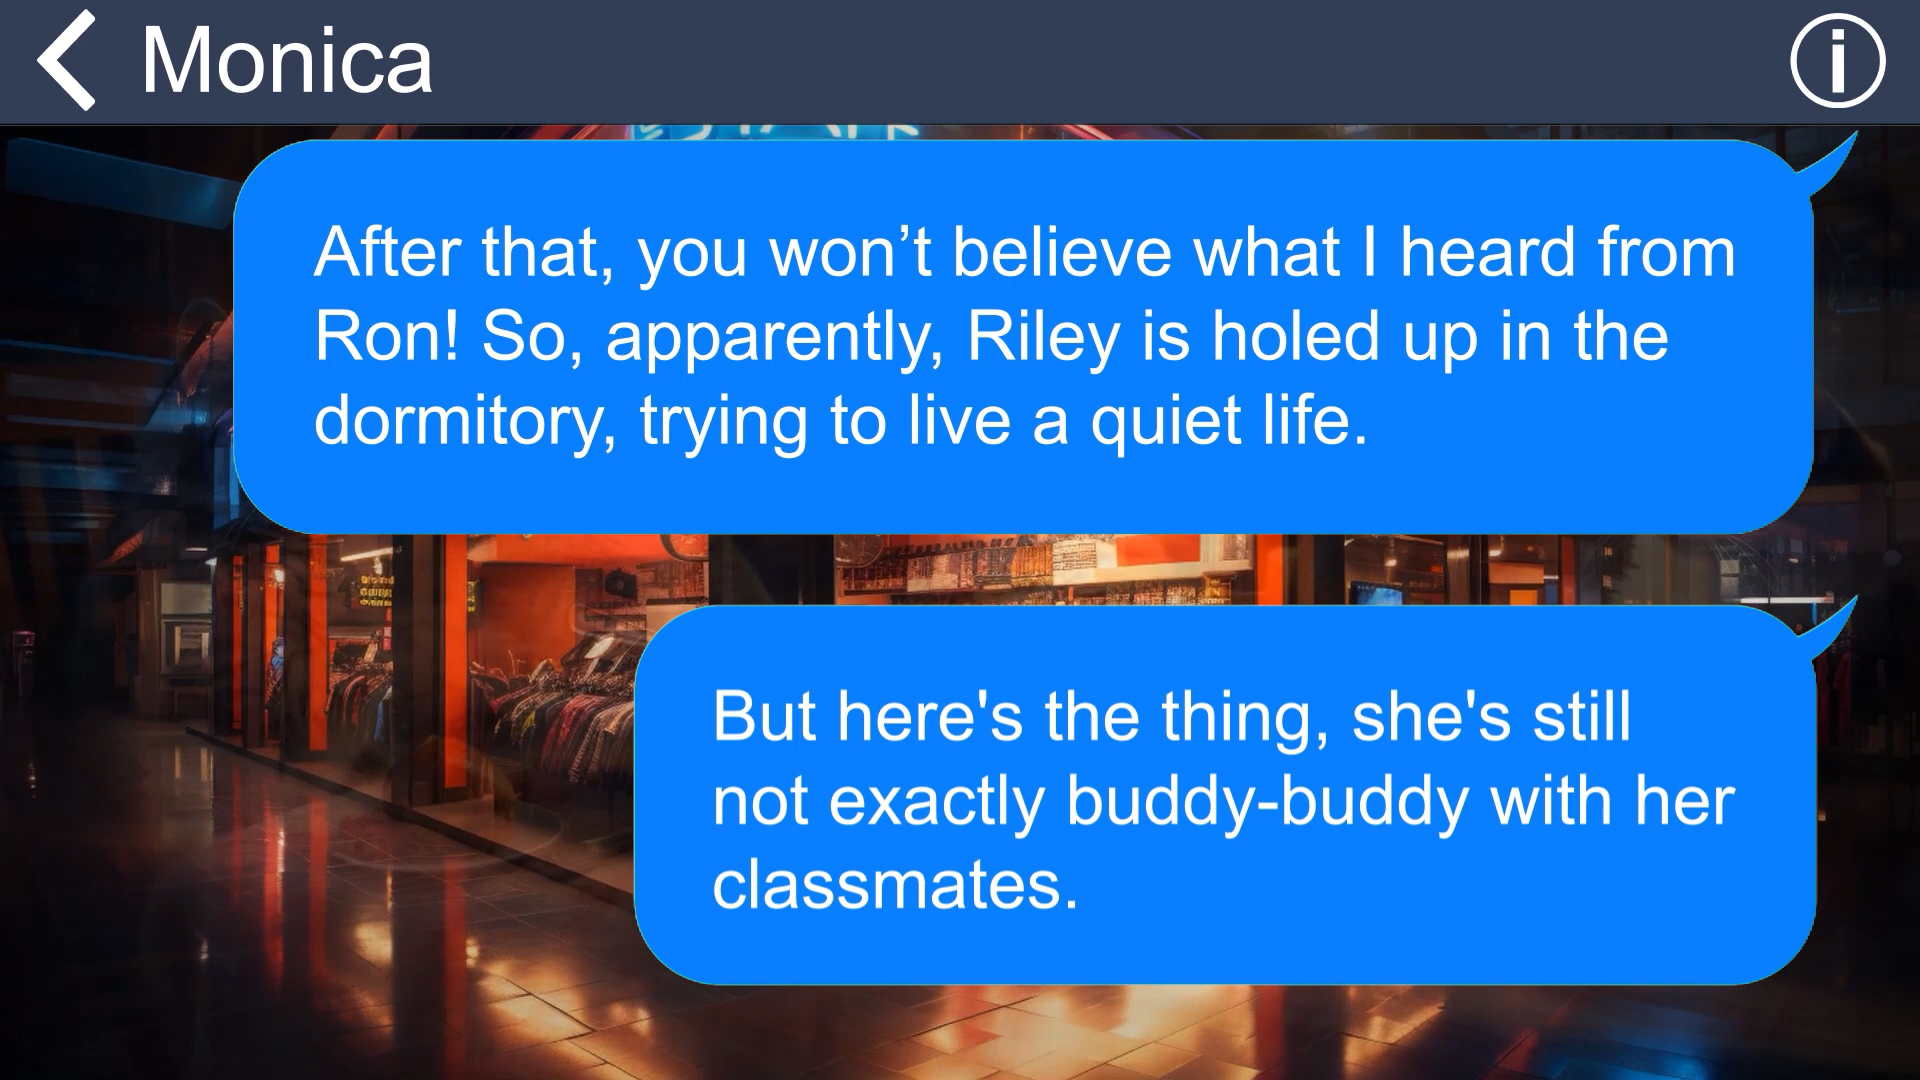 Monica
After that, you won’t believe what I heard from
Ron! So, apparently, Riley is holed up in the
dormitory, trying to live a quiet life.
But here's the thing, she's still
not exactly buddy-buddy with her
classmates.